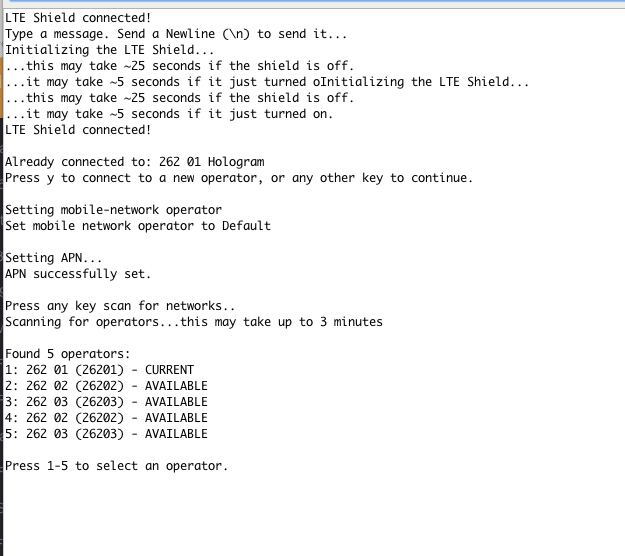 LTE Shield connected!
Type a message. Send a Newline (\n) to send it...
Initializing the LTE Shield...
...this may take ~25 seconds if the shield is off.
...it may take ~5 seconds if it just turned oInitializing the LTE Shield...
...this may take ~25 seconds if the shield is off.
...it may take ~5 seconds if it just turned on.
LTE Shield connected!
Already connected to: 262 01 Hologram
Press y to connect to a new operator, or any other key to continue.
Setting mobile-network operator
Set mobile network operator to Default
Setting APN...
APN successfully set.
Press any key scan for networks..
Scanning for operators...this may take up to 3 minutes
Found 5 operators:
1: 262 01 (26201) - CURRENT
2: 262 02 (26202) - AVAILABLE
3: 262 03 (26203) - AVAILABLE
4: 262 02 (26202) - AVAILABLE
5: 262 03 (26203) - AVAILABLE
Press 1-5 to select an operator.